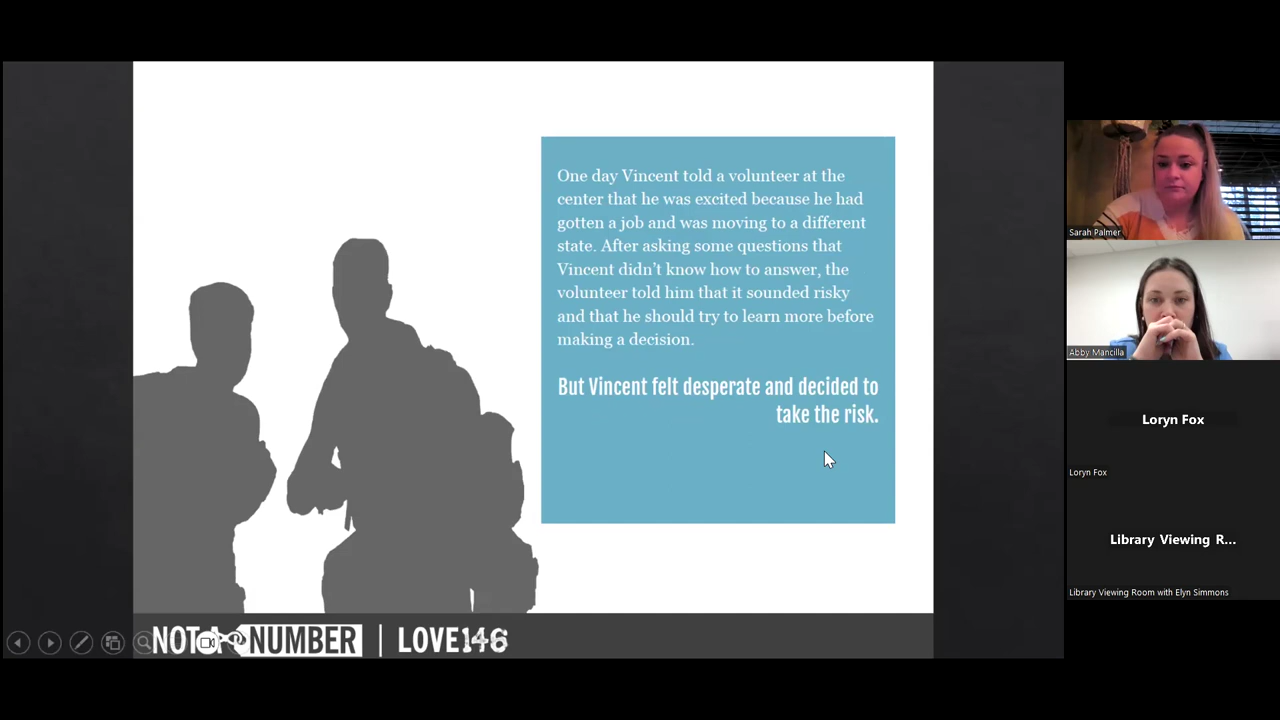 One day Vincent told a volunteer at the
center that he was excited because he had
gotten a job and was moving to a different
state. After asking some questions that
Vincent didn't know how to answer, the
volunteer told him that it sounded risky
and that he should try to learn more before
making a decision.
But Vincent felt desperate and decided to
take the risk.
NOT A NUMBER | LOVE146
Sarah Palmer
Abby Mancilla
Loryn Fox
Loryn Fox
Library Viewing R...
Library Viewing Room with Elyn Simmons